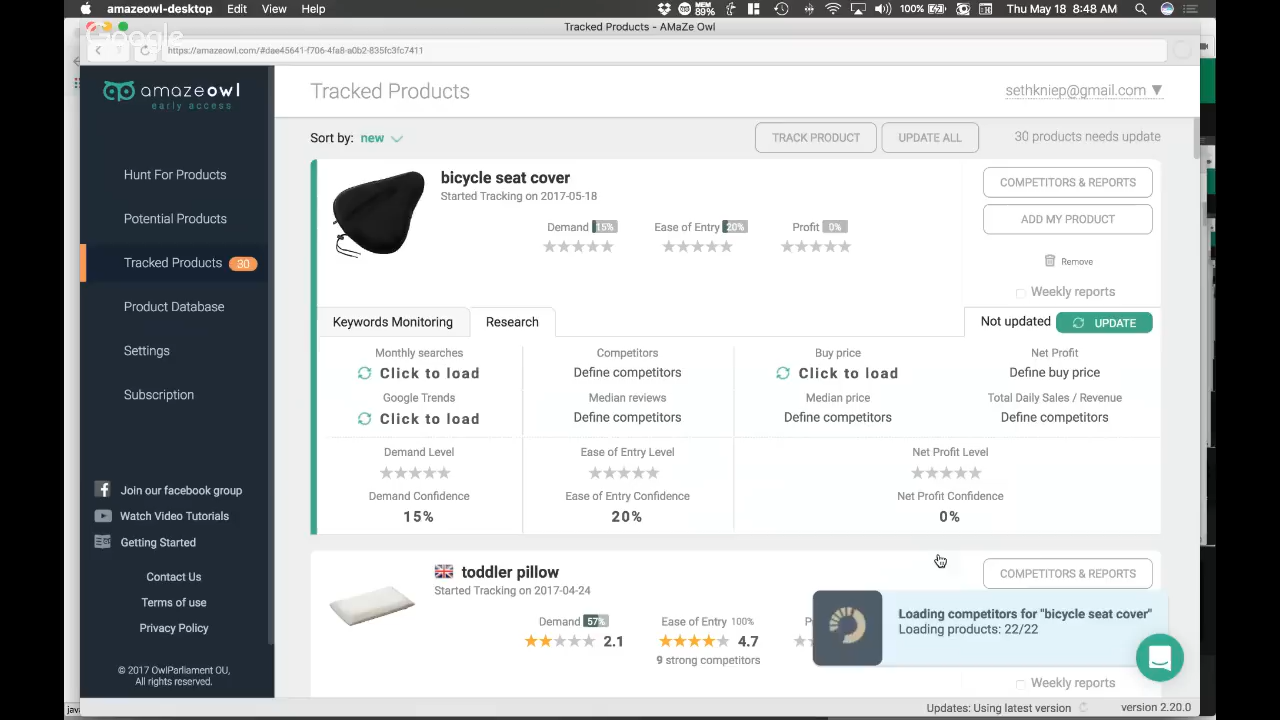 amazeowl-desktop Edit View Help 100% Thu May 18 8:48 AM
Tracked Products - AMaZe Owl
Google
https://amazeowl.com/#dae45641-f706-4fa8-a0b2-835fc3fc7411
amazeowl
early access
Hunt For Products
Potential Products
Tracked Products 30
Product Database
Settings
Subscription
Join our facebook group
Watch Video Tutorials
Getting Started
Contact Us
Terms of use
Privacy Policy
© 2017 OwlParliament OU,
All rights reserved.
Tracked Products
sethkniep@gmail.com ▼
Sort by: new
TRACK PRODUCT
UPDATE ALL
30 products needs update
bicycle seat cover
Started Tracking on 2017-05-18
Demand 15%
Ease of Entry 20%
Profit 0%
COMPETITORS & REPORTS
ADD MY PRODUCT
Remove
Weekly reports
Keywords Monitoring
Research
Not updated
UPDATE
Monthly searches
Click to load
Google Trends
Click to load
Competitors
Define competitors
Median reviews
Define competitors
Buy price
Click to load
Median price
Define competitors
Net Profit
Define buy price
Total Daily Sales / Revenue
Define competitors
Demand Level
Demand Confidence
15%
Ease of Entry Level
Ease of Entry Confidence
20%
Net Profit Level
Net Profit Confidence
0%
toddler pillow
Started Tracking on 2017-04-24
Demand 57%
2.1
Ease of Entry 100%
4.7
9 strong competitors
COMPETITORS & REPORTS
Loading competitors for "bicycle seat cover"
Loading products: 22/22
Weekly reports
Updates: Using latest version
version 2.20.0